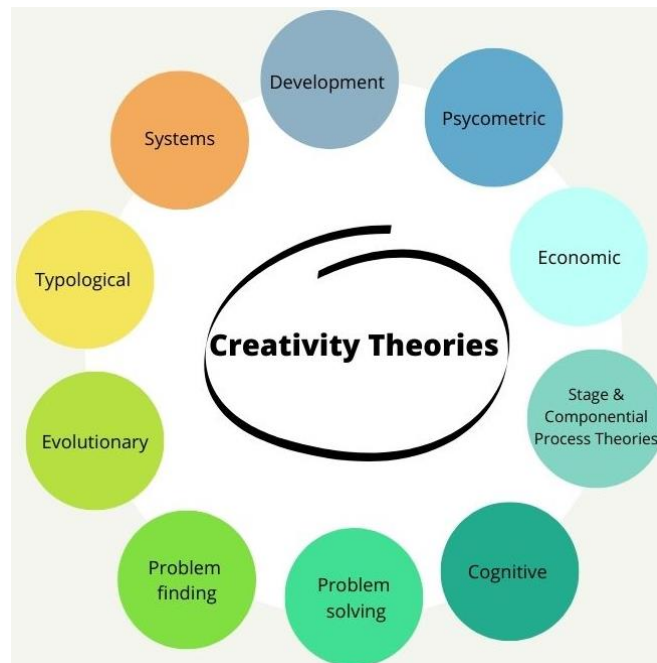 Development
Psycometric
Economic
Stage &
Componential
Process Theories
Cognitive
Problem
solving
Problem
finding
Evolutionary
Typological
Systems
Creativity Theories